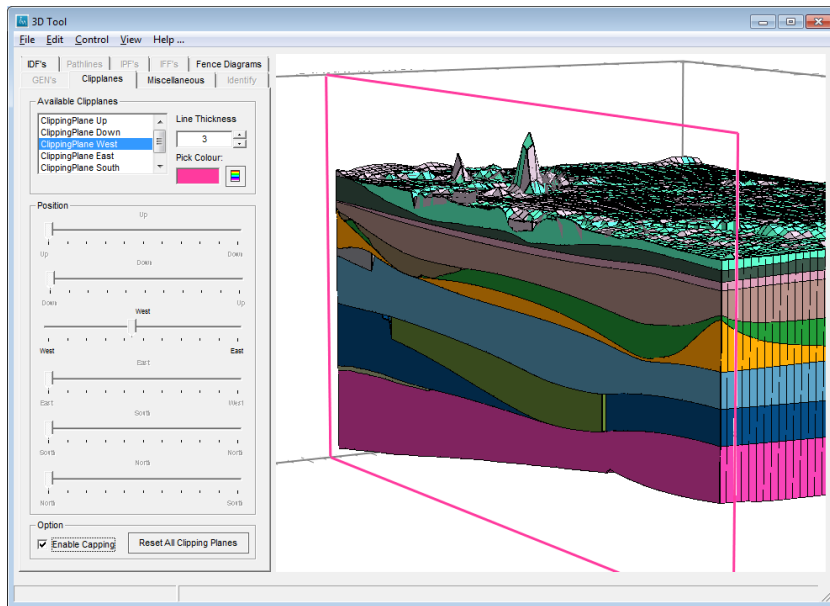 3D Tool
File Edit Control View Help ...
IDF's Pathlines IPF's IFF's Fence Diagrams
GEN's Clipplanes Miscellaneous Identify
Available Clipplanes
ClippingPlane Up
ClippingPlane Down
ClippingPlane West
ClippingPlane East
ClippingPlane South
Line Thickness
3
Pick Colour:
Position
Up
Up Down
Down
Down Up
West
West East
East
East West
South
South North
North
North South
Option
Enable Capping
Reset All Clipping Planes